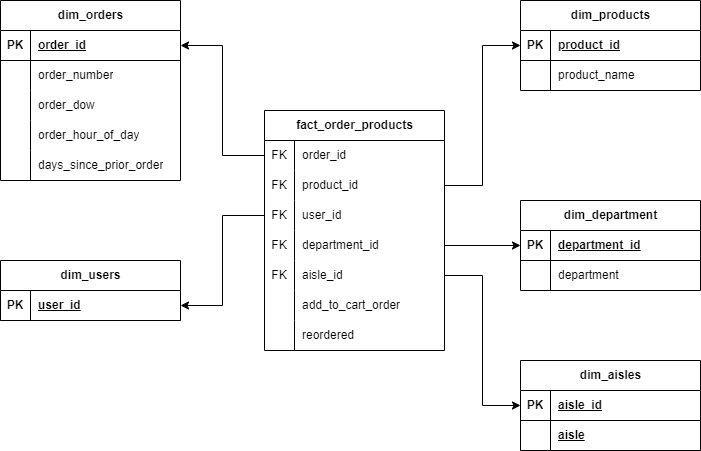 dim_orders
PK order_id
order_number
order_dow
order_hour_of_day
days_since_prior_order
dim_users
PK user_id
fact_order_products
FK order_id
FK product_id
FK user_id
FK department_id
FK aisle_id
add_to_cart_order
reordered
dim_products
PK product_id
product_name
dim_department
PK department_id
department
dim_aisles
PK aisle_id
aisle